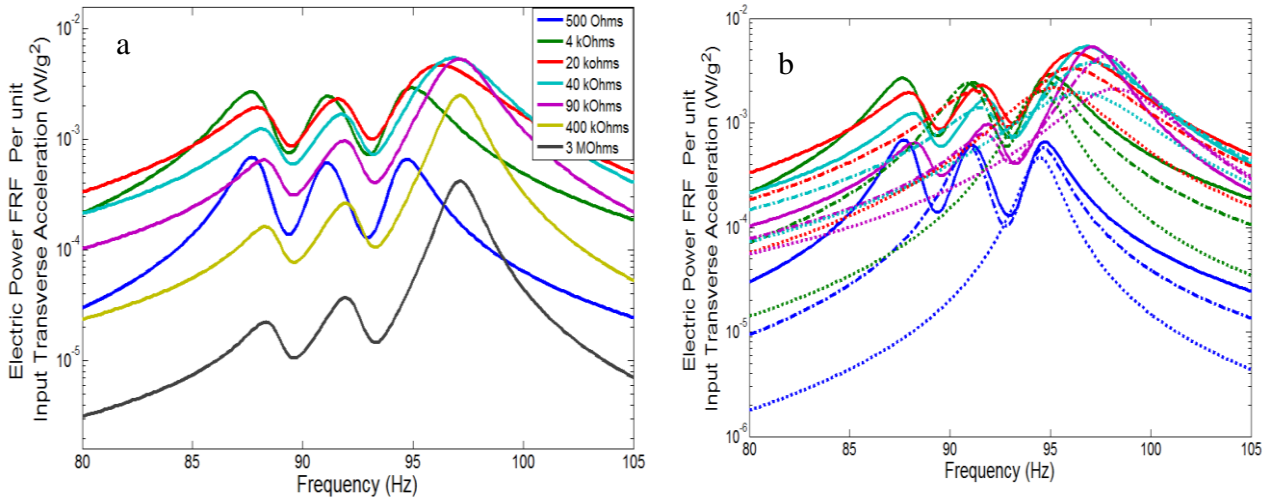 a
Electric Power FRF Per unit
Input Transverse Acceleration (W/g²)
10⁻²
10⁻³
10⁻⁴
10⁻⁵
80 85 90 95 100 105
Frequency (Hz)
500 Ohms
4 kOhms
20 kohms
40 kOhms
90 kOhms
400 kOhms
3 MOhms
b
Electric Power FRF Per unit
Input Transverse Acceleration (W/g²)
10⁻²
10⁻³
10⁻⁴
10⁻⁵
10⁻⁶
80 85 90 95 100 105
Frequency (Hz)